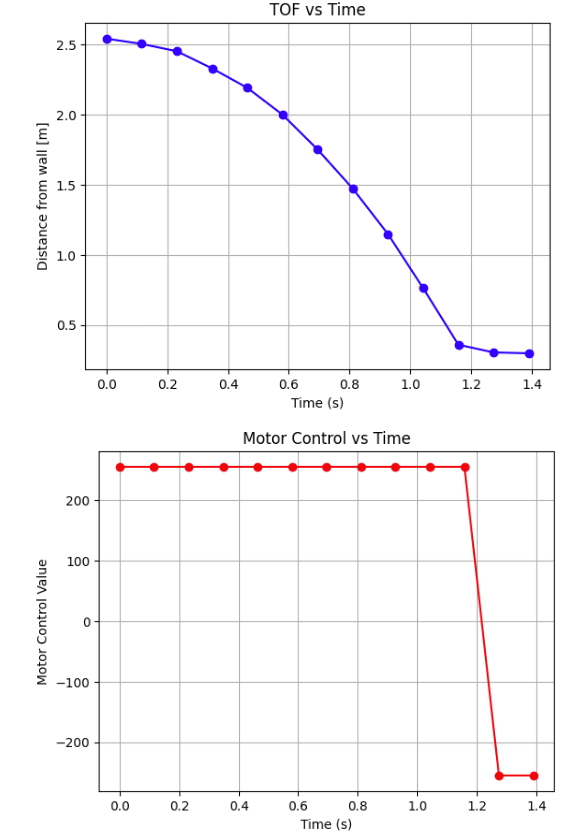 TOF vs Time
2.5
2.0
1.5
1.0
0.5
Distance from wall [m]
0.0 0.2 0.4 0.6 0.8 1.0 1.2 1.4
Time (s)
Motor Control vs Time
200
100
0
−100
−200
Motor Control Value
0.0 0.2 0.4 0.6 0.8 1.0 1.2 1.4
Time (s)